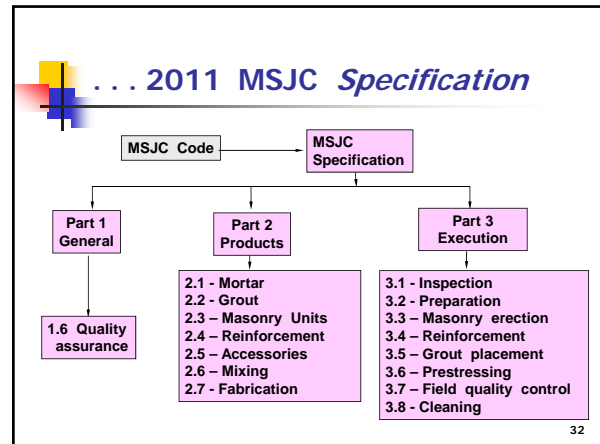 . . . 2011 MSJC Specification
MSJC Code
MSJC
Specification
Part 1
General
Part 2
Products
Part 3
Execution
1.6 Quality
assurance
2.1 - Mortar
2.2 - Grout
2.3 – Masonry Units
2.4 – Reinforcement
2.5 – Accessories
2.6 – Mixing
2.7 – Fabrication
3.1 - Inspection
3.2 - Preparation
3.3 – Masonry erection
3.4 – Reinforcement
3.5 – Grout placement
3.6 – Prestressing
3.7 – Field quality control
3.8 – Cleaning
32